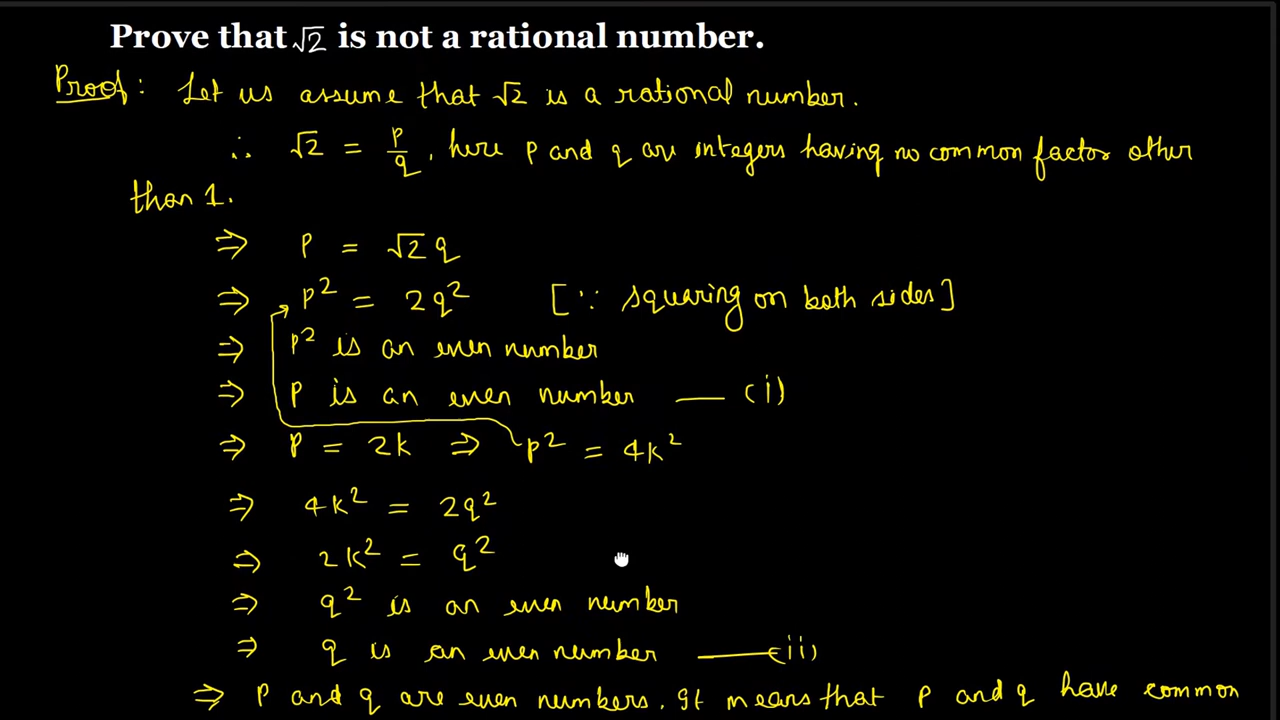 Prove that √2 is not a rational number.
Proof: Let us assume that √2 is a rational number.
∴ √2 = p/q, here p and q are integers having no common factor other
than 1.
⇒ p = √2 q
⇒ p² = 2q² [∵ squaring on both sides]
⇒ p² is an even number
⇒ p is an even number — (i)
⇒ p = 2k ⇒ p² = 4k²
⇒ 4k² = 2q²
⇒ 2k² = q²
⇒ q² is an even number
⇒ q is an even number — (ii)
⇒ p and q are even numbers. It means that p and q have common